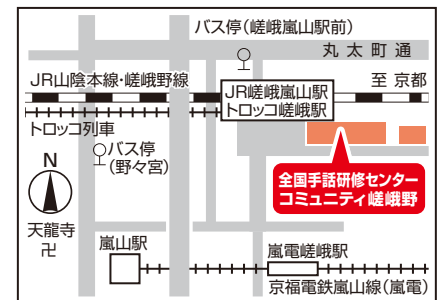 バス停(嵯峨嵐山駅前)
丸太町通
JR山陰本線・嵯峨野線
JR嵯峨嵐山駅
トロッコ嵯峨駅
至 京都
トロッコ列車
バス停
(野々宮)
N
全国手話研修センター
コミュニティ嵯峨野
天龍寺
卍
嵐山駅
嵐電嵯峨駅
京福電鉄嵐山線(嵐電)